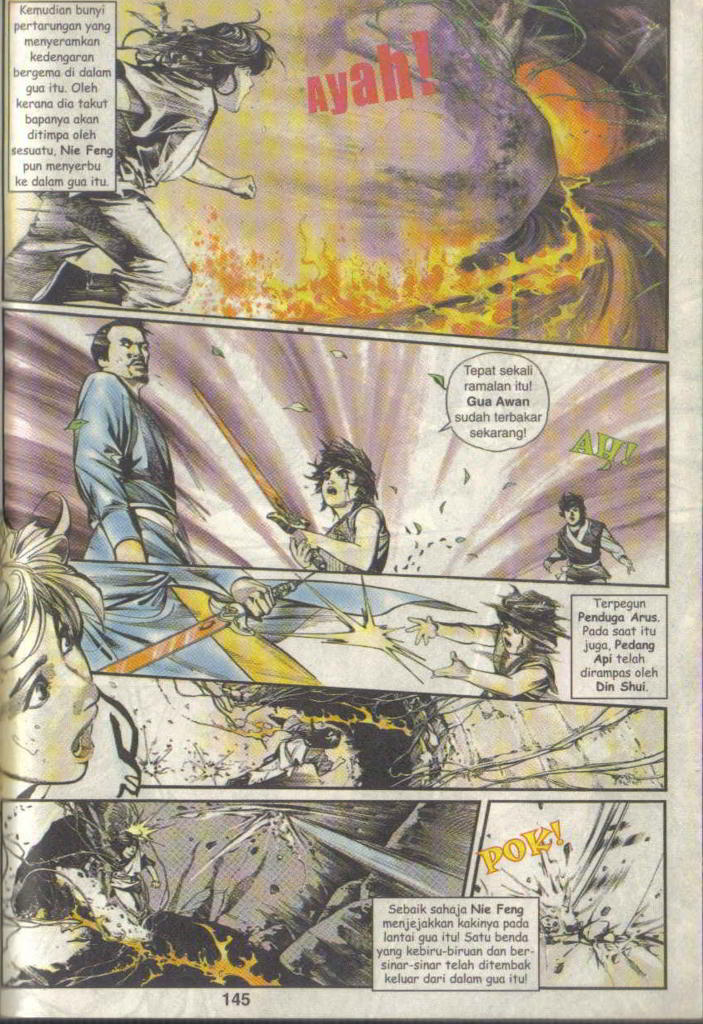 Kemudian bunyi
pertarungan yang
menyeramkan
kedengaran
bergema di dalam
gua itu. Oleh
kerana dia takut
bapanya akan
ditimpa oleh
sesuatu, Nie Feng
pun menyerbu
ke dalam gua itu.
Ayah!
Tepat sekali
ramalan itu!
Gua Awan
sudah terbakar
sekarang!
AH!
Terpegun
Penduga Arus.
Pada saat itu
juga, Pedang
Api telah
dirampas oleh
Din Shui.
POK!
Sebaik sahaja Nie Feng
menjejakkan kakinya pada
lantai gua itu! Satu benda
yang kebiru-biruan dan ber-
sinar-sinar telah ditembak
keluar dari dalam gua itu!
145